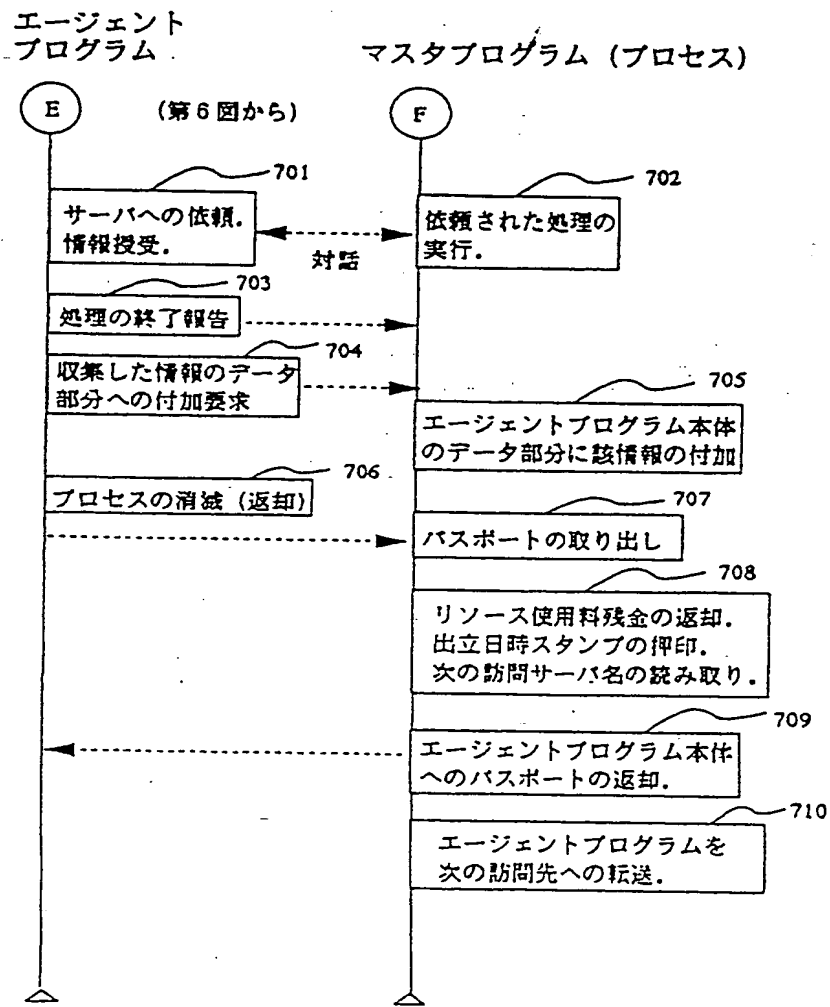 エージェント
プログラム
マスタプログラム (プロセス)
E
(第6図から)
F
701
702
サーバへの依頼.
情報授受.
対話
依頼された処理の
実行.
703
処理の終了報告
704
収集した情報のデータ
部分への付加要求
705
エージェントプログラム本体
のデータ部分に該情報の付加
706
プロセスの消滅 (返却)
707
パスポートの取り出し
708
リソース使用料残金の返却.
出立日時スタンプの押印.
次の訪問サーバ名の読み取り.
709
エージェントプログラム本体
へのパスポートの返却.
710
エージェントプログラムを
次の訪問先への転送.